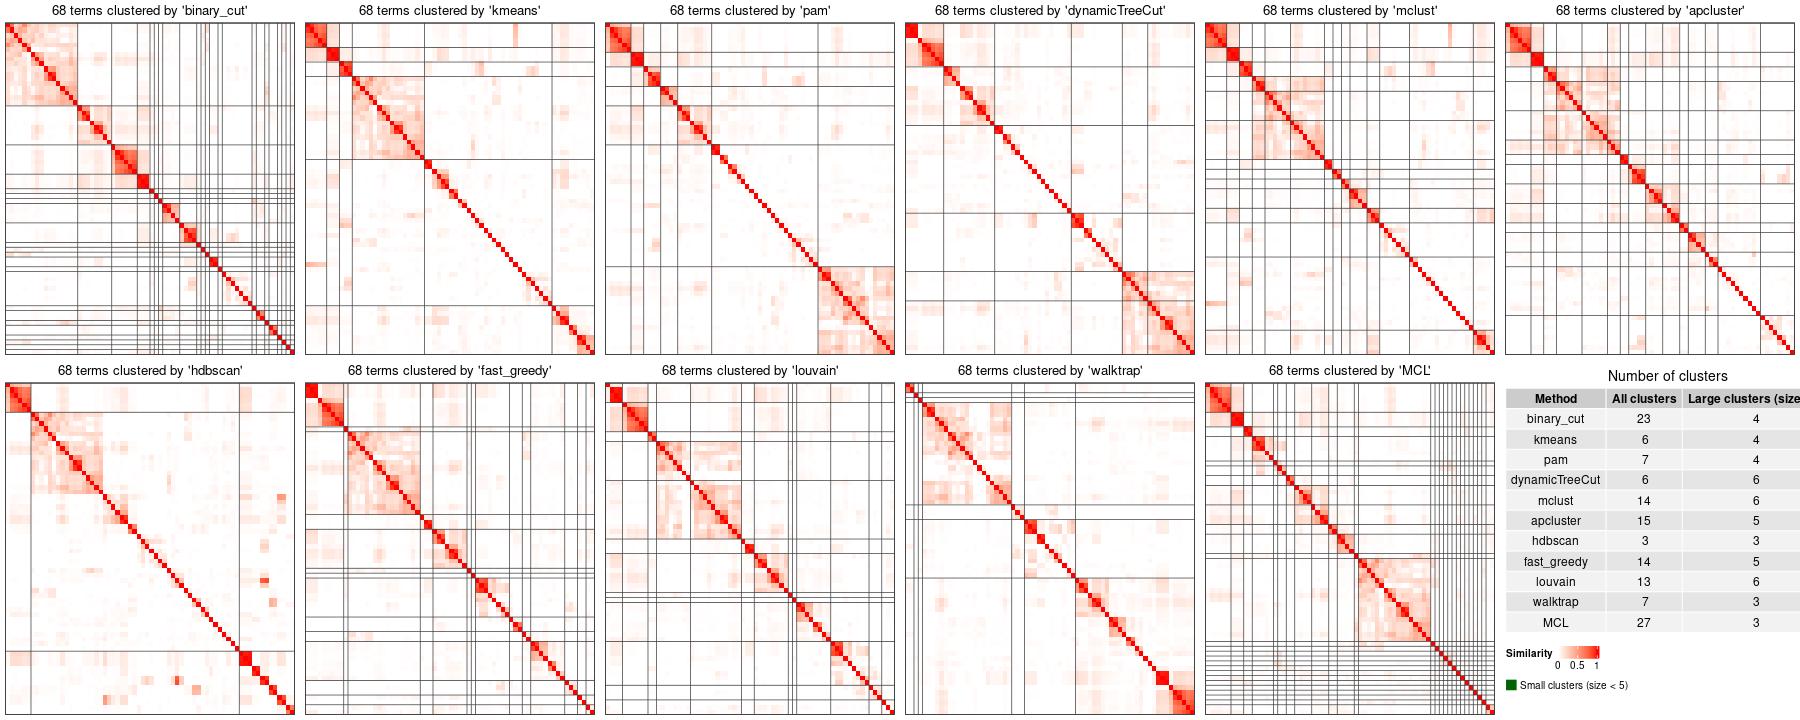 68 terms clustered by 'binary_cut'
68 terms clustered by 'kmeans'
68 terms clustered by 'pam'
68 terms clustered by 'dynamicTreeCut'
68 terms clustered by 'mclust'
68 terms clustered by 'apcluster'
68 terms clustered by 'hdbscan'
68 terms clustered by 'fast_greedy'
68 terms clustered by 'louvain'
68 terms clustered by 'walktrap'
68 terms clustered by 'MCL'
Number of clusters
Method All clusters Large clusters (size
binary_cut 23 4
kmeans 6 4
pam 7 4
dynamicTreeCut 6 6
mclust 14 6
apcluster 15 5
hdbscan 3 3
fast_greedy 14 5
louvain 13 6
walktrap 7 3
MCL 27 3
Similarity
0 0.5 1
Small clusters (size < 5)